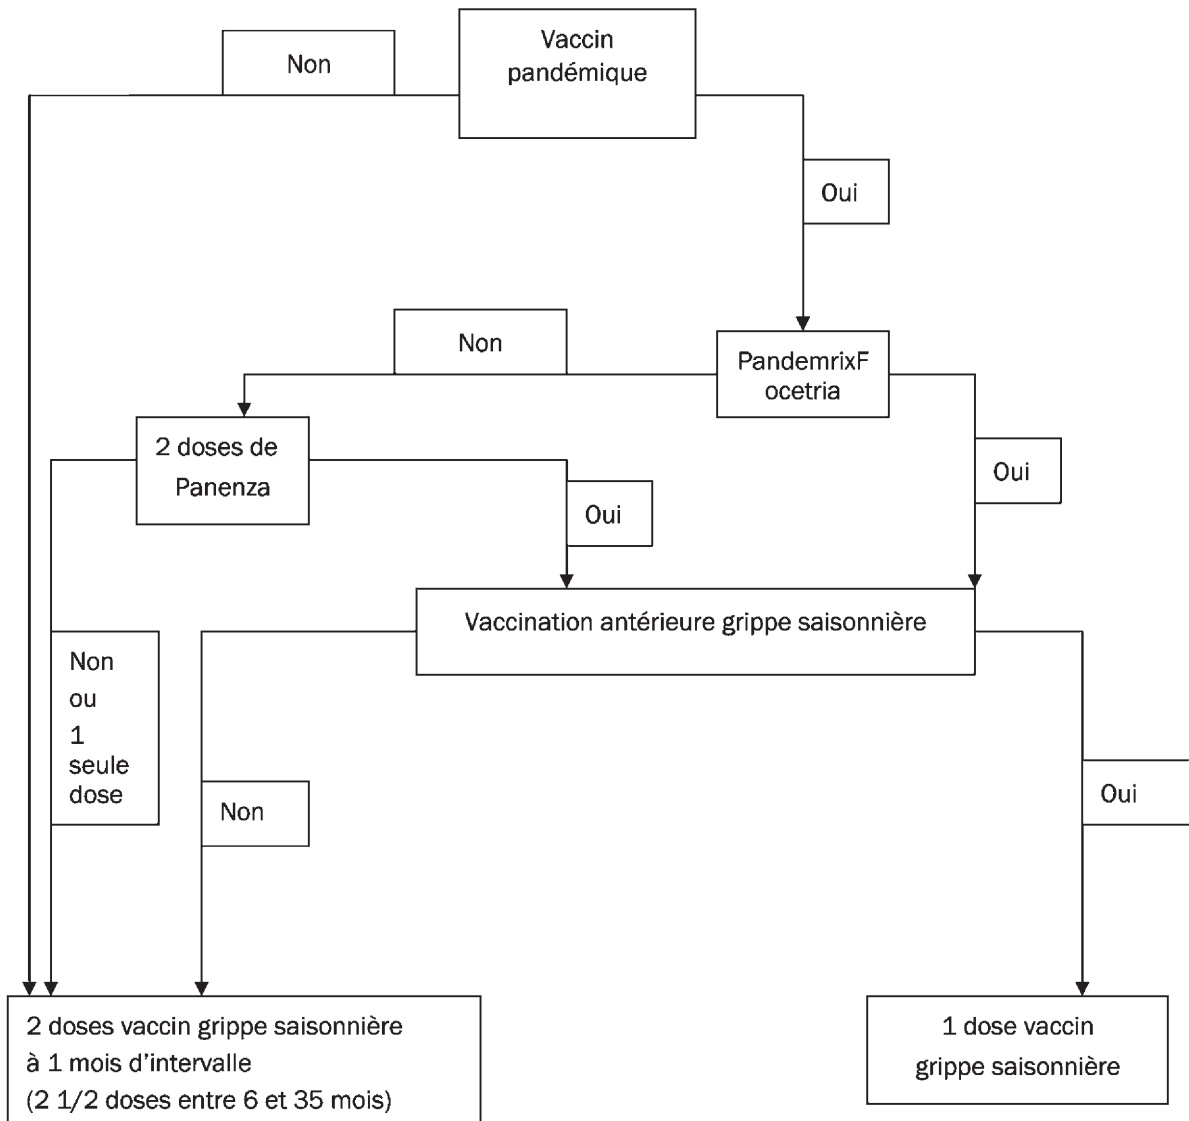 Vaccin
pandémique
Non
Oui
Non
PandemrixF
ocetria
2 doses de
Panenza
Oui
Oui
Vaccination antérieure grippe saisonnière
Non
ou
1
seule
dose
Non
Oui
2 doses vaccin grippe saisonnière
à 1 mois d’intervalle
(2 1/2 doses entre 6 et 35 mois)
1 dose vaccin
grippe saisonnière